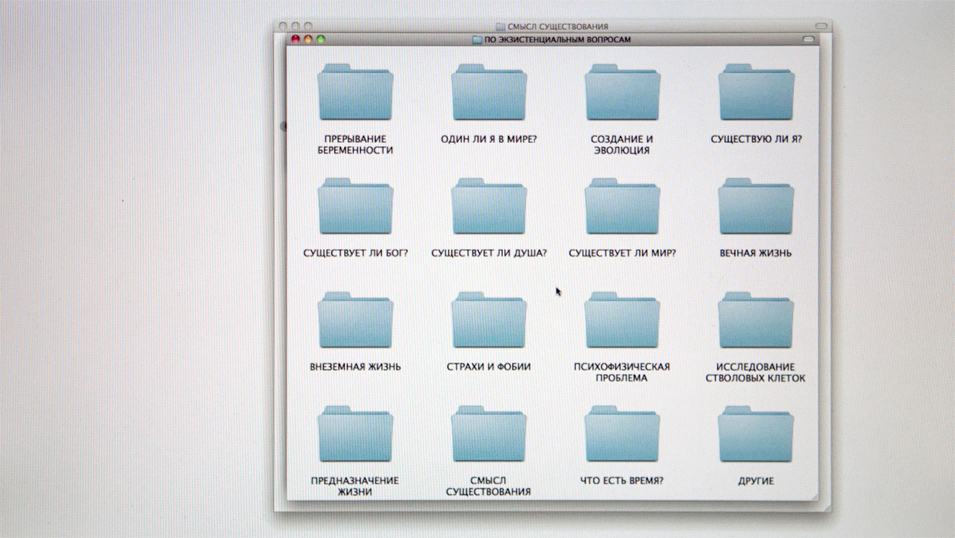 СМЫСЛ СУЩЕСТВОВАНИЯ
ПО ЭКЗИСТЕНЦИАЛЬНЫМ ВОПРОСАМ
ПРЕРЫВАНИЕ
БЕРЕМЕННОСТИ
ОДИН ЛИ Я В МИРЕ?
СОЗДАНИЕ И
ЭВОЛЮЦИЯ
СУЩЕСТВУЮ ЛИ Я?
СУЩЕСТВУЕТ ЛИ БОГ?
СУЩЕСТВУЕТ ЛИ ДУША?
СУЩЕСТВУЕТ ЛИ МИР?
ВЕЧНАЯ ЖИЗНЬ
ВНЕЗЕМНАЯ ЖИЗНЬ
СТРАХИ И ФОБИИ
ПСИХОФИЗИЧЕСКАЯ
ПРОБЛЕМА
ИССЛЕДОВАНИЕ
СТВОЛОВЫХ КЛЕТОК
ПРЕДНАЗНАЧЕНИЕ
ЖИЗНИ
СМЫСЛ
СУЩЕСТВОВАНИЯ
ЧТО ЕСТЬ ВРЕМЯ?
ДРУГИЕ